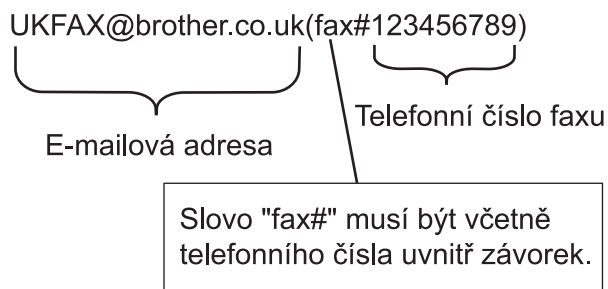 UKFAX@brother.co.uk(fax#123456789)
Telefonní číslo faxu
E-mailová adresa
Slovo "fax#" musí být včetně
telefonního čísla uvnitř závorek.